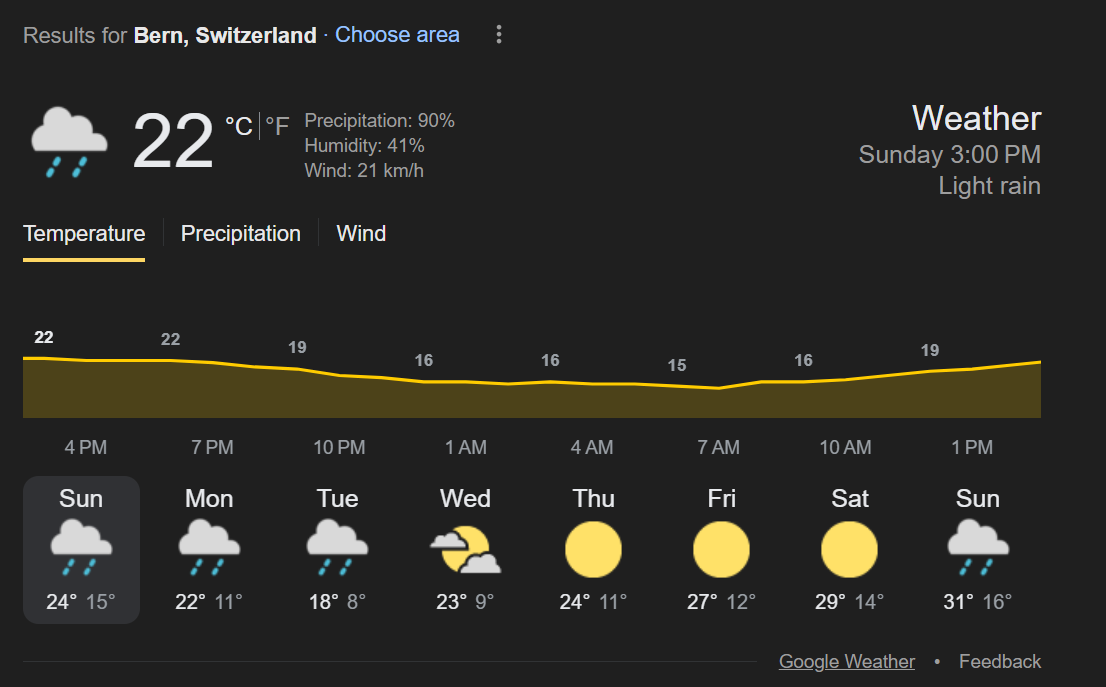 Results for Bern, Switzerland · Choose area
22 °C | °F
Precipitation: 90%
Humidity: 41%
Wind: 21 km/h
Weather
Sunday 3:00 PM
Light rain
Temperature | Precipitation | Wind
22 22 19 16 16 15 16 19
4 PM 7 PM 10 PM 1 AM 4 AM 7 AM 10 AM 1 PM
Sun Mon Tue Wed Thu Fri Sat Sun
24° 15° 22° 11° 18° 8° 23° 9° 24° 11° 27° 12° 29° 14° 31° 16°
Google Weather • Feedback